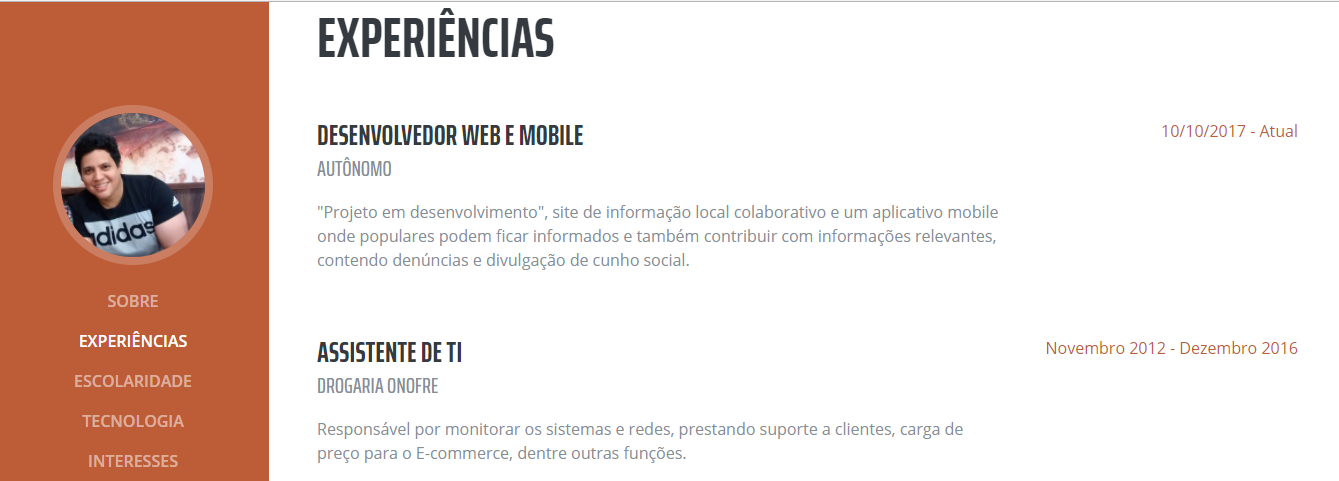 EXPERIÊNCIAS
DESENVOLVEDOR WEB E MOBILE
10/10/2017 - Atual
AUTÔNOMO
"Projeto em desenvolvimento", site de informação local colaborativo e um aplicativo mobile
onde populares podem ficar informados e também contribuir com informações relevantes,
contendo denúncias e divulgação de cunho social.
ASSISTENTE DE TI
Novembro 2012 - Dezembro 2016
DROGARIA ONOFRE
Responsável por monitorar os sistemas e redes, prestando suporte a clientes, carga de
preço para o E-commerce, dentre outras funções.
adidas
SOBRE
EXPERIÊNCIAS
ESCOLARIDADE
TECNOLOGIA
INTERESSES